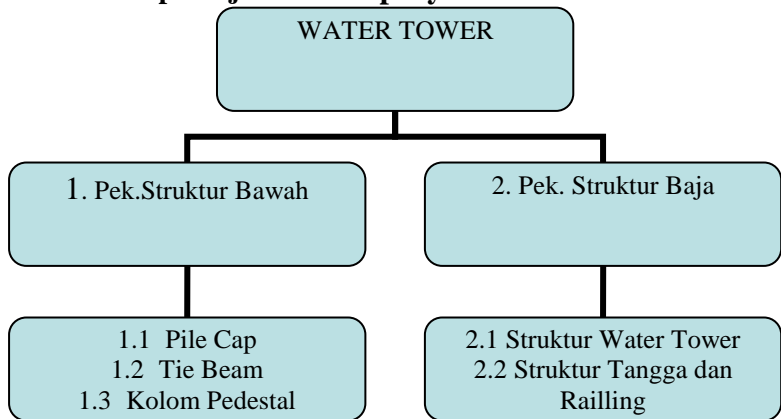 WATER TOWER
1. Pek.Struktur Bawah
2. Pek. Struktur Baja
1.1 Pile Cap
1.2 Tie Beam
1.3 Kolom Pedestal
2.1 Struktur Water Tower
2.2 Struktur Tangga dan
Railling